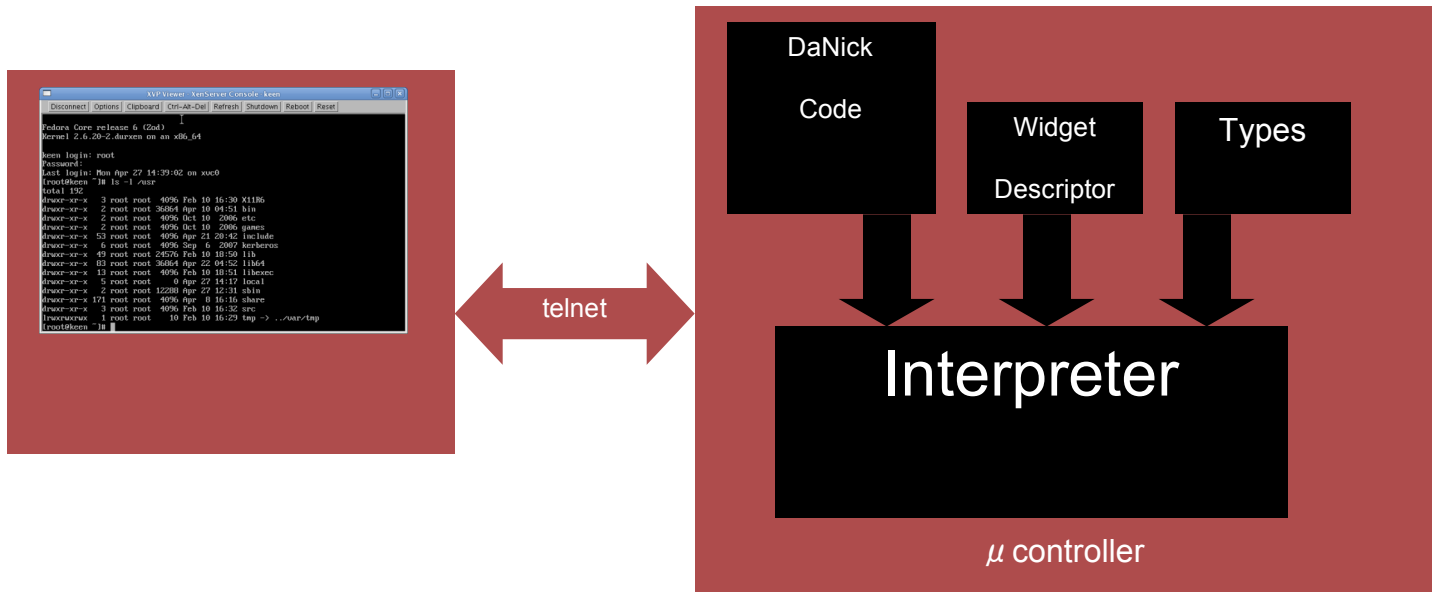 XVP Viewer XenServer Console keen
Disconnect Options Clipboard Ctrl-Alt-Del Refresh Shutdown Reboot Reset
Fedora Core release 6 (Zod)
Kernel 2.6.20-2.durxen on an x86_64
keen login: root
Password:
Last login: Mon Apr 27 14:39:02 on xvc0
[root@keen ~]# ls -l /usr
total 192
drwxr-xr-x 3 root root 4096 Feb 10 16:30 X11R6
drwxr-xr-x 2 root root 36864 Apr 10 04:51 bin
drwxr-xr-x 2 root root 4096 Oct 10 2006 etc
drwxr-xr-x 2 root root 4096 Oct 10 2006 games
drwxr-xr-x 53 root root 4096 Apr 21 20:42 include
drwxr-xr-x 6 root root 4096 Sep 6 2007 kerberos
drwxr-xr-x 49 root root 24576 Feb 10 18:50 lib
drwxr-xr-x 83 root root 36864 Apr 22 04:52 lib64
drwxr-xr-x 13 root root 4096 Feb 10 18:51 libexec
drwxr-xr-x 5 root root 0 Apr 27 14:17 local
drwxr-xr-x 2 root root 12288 Apr 27 12:31 sbin
drwxr-xr-x 171 root root 4096 Apr 8 16:16 share
drwxr-xr-x 3 root root 4096 Feb 10 16:32 src
lrwxrwxrwx 1 root root 10 Feb 10 16:29 tmp -> ../var/tmp
[root@keen ~]#
telnet
DaNick
Code
Widget
Descriptor
Types
Interpreter
μ controller